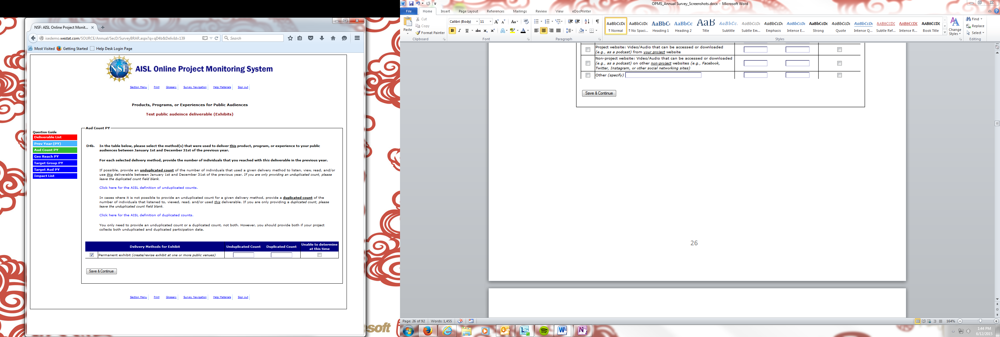 NSF: AISL Online Project Monit...
isedemo.westat.com/SOURCE/Annual/SecD/SurveyBRAR.aspx?q=qD4b&DelivId=139
Search
Most Visited Getting Started Help Desk Login Page
NSF
AISL Online Project Monitoring System
Section Menu Print Glossary Survey Navigation Help Materials Sign out
Products, Programs, or Experiences for Public Audiences
Test public audeince deliverable (Exhibits)
Question Guide
Deliverable List
Prev Year (PY)
Aud Count PY
Geo Reach PY
Target Group PY
Target Aud PY
Impact List
Aud Count PY
D4b. In the table below, please select the method(s) that were used to deliver this product, program, or experience to your public
audiences between January 1st and December 31st of the previous year.
For each selected delivery method, provide the number of individuals that you reached with this deliverable in the previous year.
If possible, provide an unduplicated count of the number of individuals that used a given delivery method to listen, view, read, and/or
use this deliverable between January 1st and December 31st of the previous year. If you are only providing an unduplicated count, please
leave the duplicated count field blank.
Click here for the AISL definition of unduplicated counts.
In cases where it is not possible to provide an unduplicated count for a given delivery method, provide a duplicated count of the
number of individuals that listened to, viewed, read, and/or used this deliverable. If you are only providing a duplicated count, please
leave the unduplicated count field blank.
Click here for the AISL definition of duplicated counts.
You only need to provide an unduplicated count or a duplicated count, not both. However, you should provide both if your project
collects both unduplicated and duplicated participation data.
Delivery Methods for Exhibit Unduplicated Count Duplicated Count Unable to determine
at this time
Permanent exhibit (create/revise exhibit at one or more public venues)
Save & Continue
Section Menu Print Glossary Survey Navigation Help Materials Sign out
soft
OPMS_Annual Survey_Screenshots.docx - Microsoft Word
File Home Insert Page Layout References Mailings Review View eDocPrinter
Paste
Cut
Copy
Format Painter
Clipboard
Calibri (Body) 11
Font
Paragraph
AaBbCcDc AaBbCcDc AaBbC AaBbCc AaB AaBbCc. AaBbCcDc AaBbCcDc AaBbCcDc AaBbCcDc AaBbCcDc AaBbCcDc AABBCCDC AABBCCDC AABBCCDC
¶ Normal ¶ No Spaci... Heading 1 Heading 2 Title Subtitle Subtle Em... Emphasis Intense E... Strong Quote Intense Q... Subtle Ref... Intense R... Book Title
Change
Styles
Styles
Find
Replace
Select
Editing
Project website: Video/Audio that can be accessed or downloaded
(e.g., as a podcast) from your project website
Non-project website: Video/Audio that can be accessed or downloaded
(e.g., as a podcast) on other non-project websites (e.g., Facebook,
Twitter, Instagram, or other social networking sites)
Other (specify)
Save & Continue
26
Page: 26 of 92 Words: 1,455
164%
1:44 PM
6/12/2015